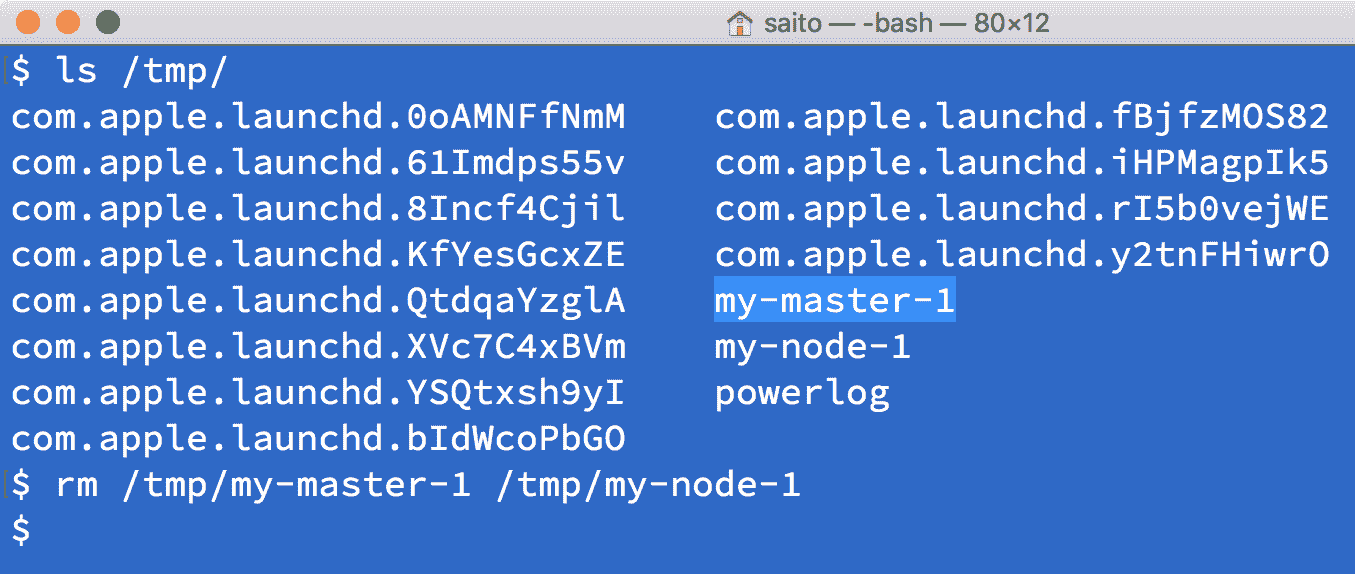 saito — -bash — 80×12
$ ls /tmp/
com.apple.launchd.0oAMNFfNmM    com.apple.launchd.fBjfzMOS82
com.apple.launchd.61Imdps55v    com.apple.launchd.iHPMagpIk5
com.apple.launchd.8Incf4Cjil    com.apple.launchd.rI5b0vejWE
com.apple.launchd.KfYesGcxZE    com.apple.launchd.y2tnFHiwrO
com.apple.launchd.QtdqaYzglA    my-master-1
com.apple.launchd.XVc7C4xBVm    my-node-1
com.apple.launchd.YSQtxsh9yI    powerlog
com.apple.launchd.bIdWcoPbGO
$ rm /tmp/my-master-1 /tmp/my-node-1
$